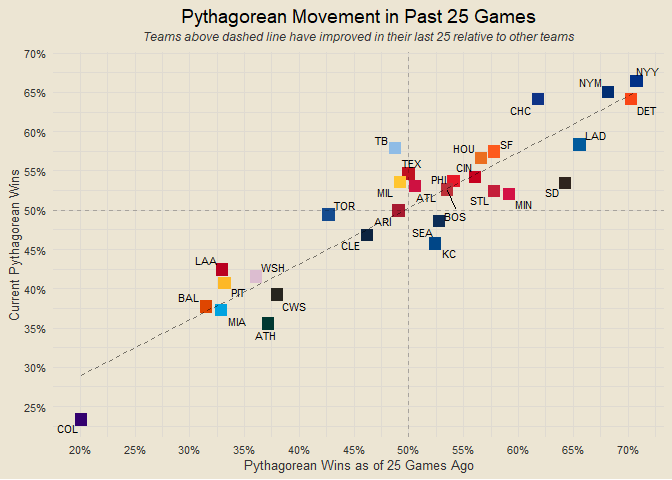 Pythagorean Movement in Past 25 Games
Teams above dashed line have improved in their last 25 relative to other teams
Current Pythagorean Wins
70%
65%
60%
55%
50%
45%
40%
35%
30%
25%
NYY
NYM
CHC
DET
LAD
TB
HOU
SF
TEX
CIN
PHI
MIL
ATL
STL
MIN
SD
TOR
ARI
BOS
SEA
CLE
KC
LAA
WSH
PIT
BAL
CWS
MIA
ATH
COL
20%
25%
30%
35%
40%
45%
50%
55%
60%
65%
70%
Pythagorean Wins as of 25 Games Ago